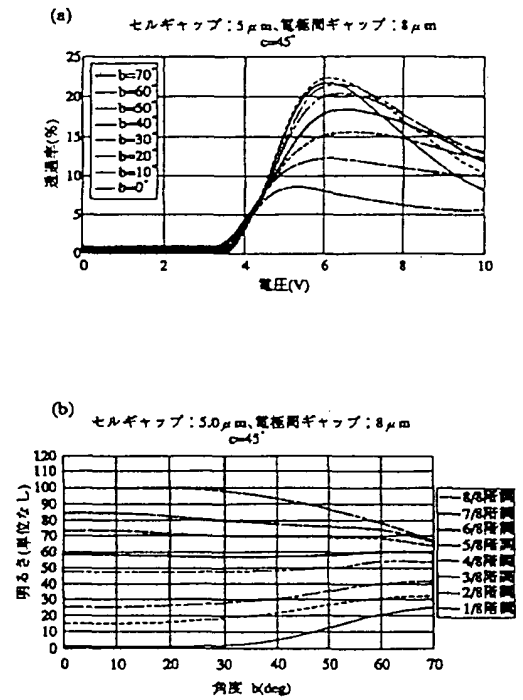 (a)
セルギャップ：5μm、電極間ギャップ：8μm
c=45°
b=70°
b=60°
b=50°
b=40°
b=30°
b=20°
b=10°
b=0°
透過率(%)
25
20
15
10
5
0
0 2 4 6 8 10
電圧(V)
(b)
セルギャップ：5.0μm、電極間ギャップ：8μm
c=45°
明るさ(単位なし)
120
110
100
90
80
70
60
50
40
30
20
10
0
0 10 20 30 40 50 60 70
角度 b(deg)
8/8階調
7/8階調
6/8階調
5/8階調
4/8階調
3/8階調
2/8階調
1/8階調